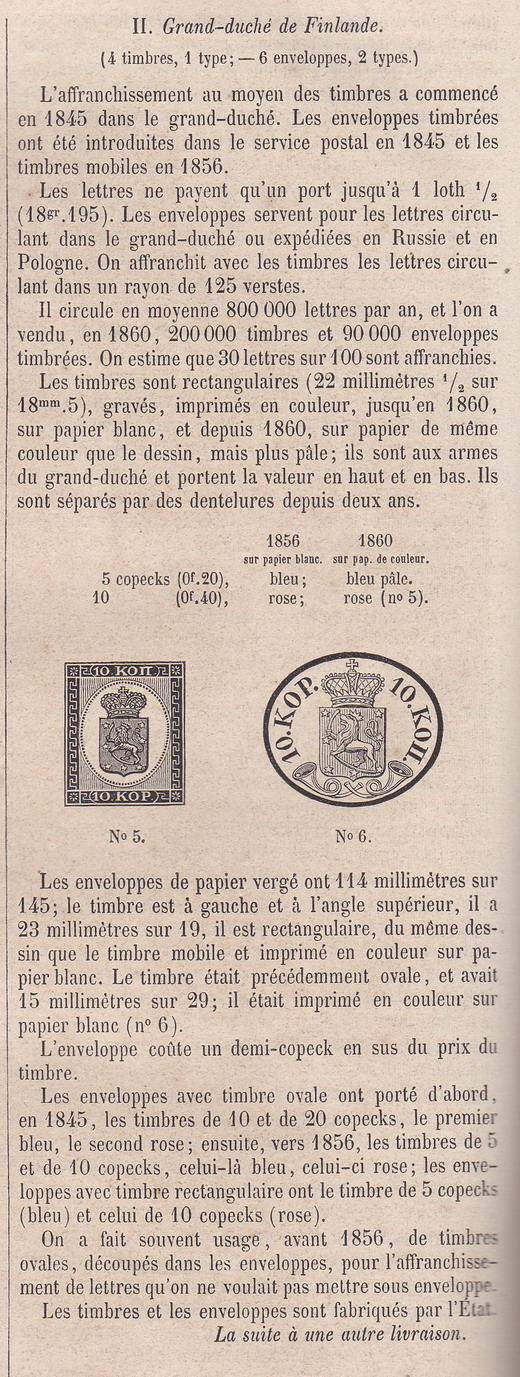 II. Grand-duché de Finlande.
(4 timbres, 1 type; — 6 enveloppes, 2 types.)
L'affranchissement au moyen des timbres a commencé
en 1845 dans le grand-duché. Les enveloppes timbrées
ont été introduites dans le service postal en 1845 et les
timbres mobiles en 1856.
Les lettres ne payent qu'un port jusqu'à 1 loth 1/2
(18gr.195). Les enveloppes servent pour les lettres circu-
lant dans le grand-duché ou expédiées en Russie et en
Pologne. On affranchit avec les timbres les lettres circu-
lant dans un rayon de 125 verstes.
Il circule en moyenne 800 000 lettres par an, et l'on a
vendu, en 1860, 200 000 timbres et 90 000 enveloppes
timbrées. On estime que 30 lettres sur 100 sont affranchies.
Les timbres sont rectangulaires (22 millimètres 1/2 sur
18mm.5), gravés, imprimés en couleur, jusqu'en 1860,
sur papier blanc, et depuis 1860, sur papier de même
couleur que le dessin, mais plus pâle; ils sont aux armes
du grand-duché et portent la valeur en haut et en bas. Ils
sont séparés par des dentelures depuis deux ans.
1856 1860
sur papier blanc. sur pap. de couleur.
5 copecks (0f.20), bleu; bleu pâle.
10 (0f.40), rose; rose (no 5).
10 КОП
10 KOP.
10. KOP. 10. КОП.
No 5. No 6.
Les enveloppes de papier vergé ont 114 millimètres sur
145; le timbre est à gauche et à l'angle supérieur, il a
23 millimètres sur 19, il est rectangulaire, du même des-
sin que le timbre mobile et imprimé en couleur sur pa-
pier blanc. Le timbre était précédemment ovale, et avait
15 millimètres sur 29; il était imprimé en couleur sur
papier blanc (no 6).
L'enveloppe coûte un demi-copeck en sus du prix du
timbre.
Les enveloppes avec timbre ovale ont porté d'abord,
en 1845, les timbres de 10 et de 20 copecks, le premier
bleu, le second rose; ensuite, vers 1856, les timbres de 5
et de 10 copecks, celui-là bleu, celui-ci rose; les enve-
loppes avec timbre rectangulaire ont le timbre de 5 copecks
(bleu) et celui de 10 copecks (rose).
On a fait souvent usage, avant 1856, de timbres
ovales, découpés dans les enveloppes, pour l'affranchisse-
ment de lettres qu'on ne voulait pas mettre sous enveloppe.
Les timbres et les enveloppes sont fabriqués par l'État.
La suite à une autre livraison.